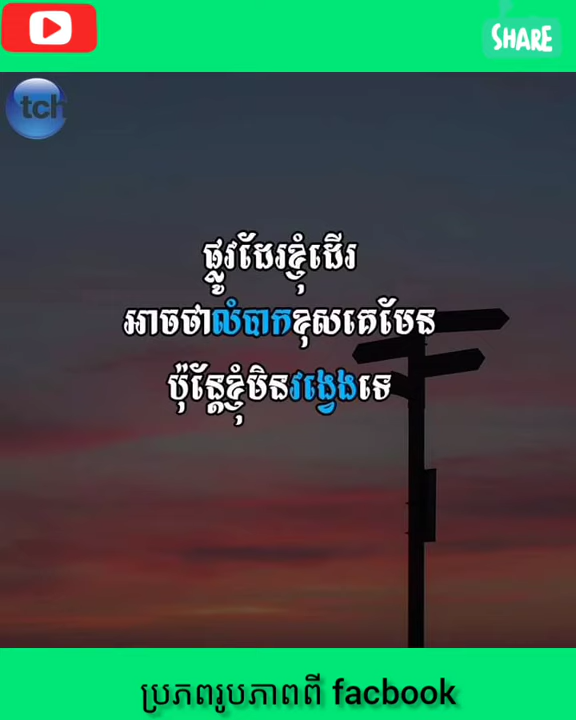 SHARE
tch
ផ្លូវដែរខ្ញុំដើរ
អាចថាលំបាកខុសគេមែន
ប៉ុន្តែខ្ញុំមិនវង្វេងទេ
ប្រភពរូបភាពពី facbook